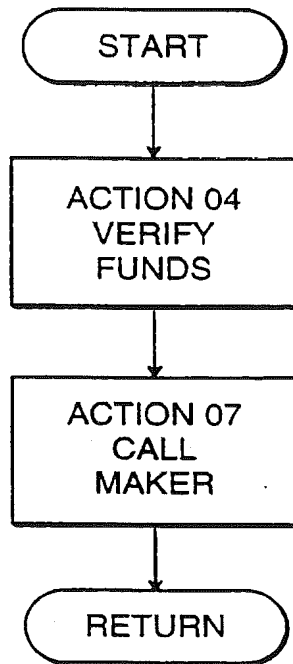 START
ACTION 04
VERIFY
FUNDS
ACTION 07
CALL
MAKER
RETURN